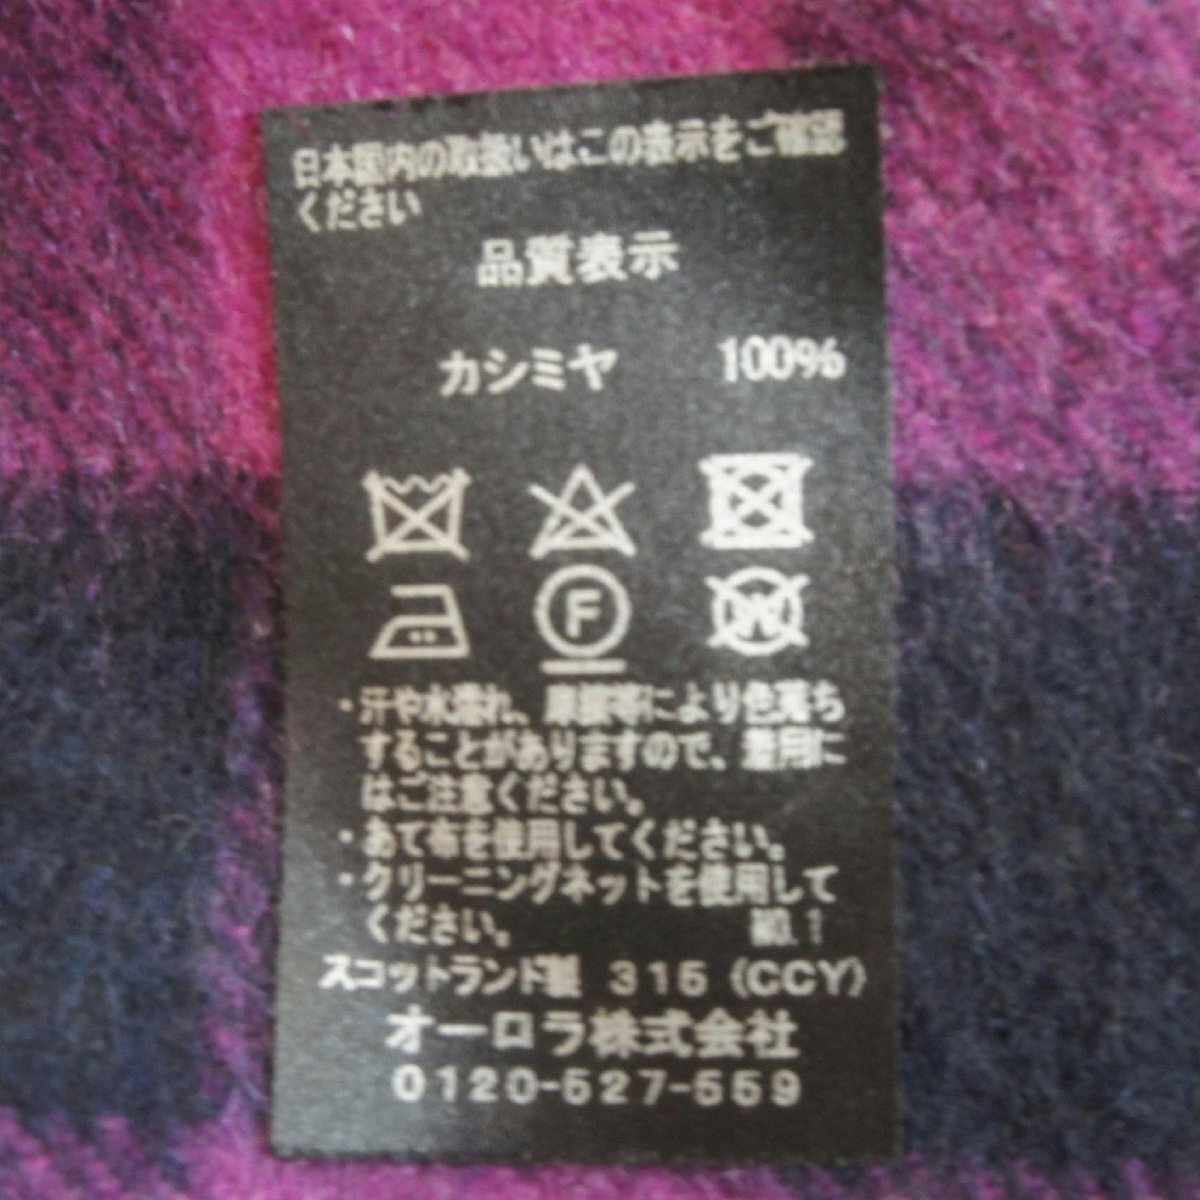 日本国内の取扱いはこの表示をご確認
ください
品質表示
カシミヤ 100%
F
W
・汗や水濡れ、摩擦等により色落ち
することがありますので、着用に
はご注意ください。
・あて布を使用してください。
・クリーニングネットを使用して
ください。 NO.1
スコットランド製 315 (CCY)
オーロラ株式会社
0120-527-559